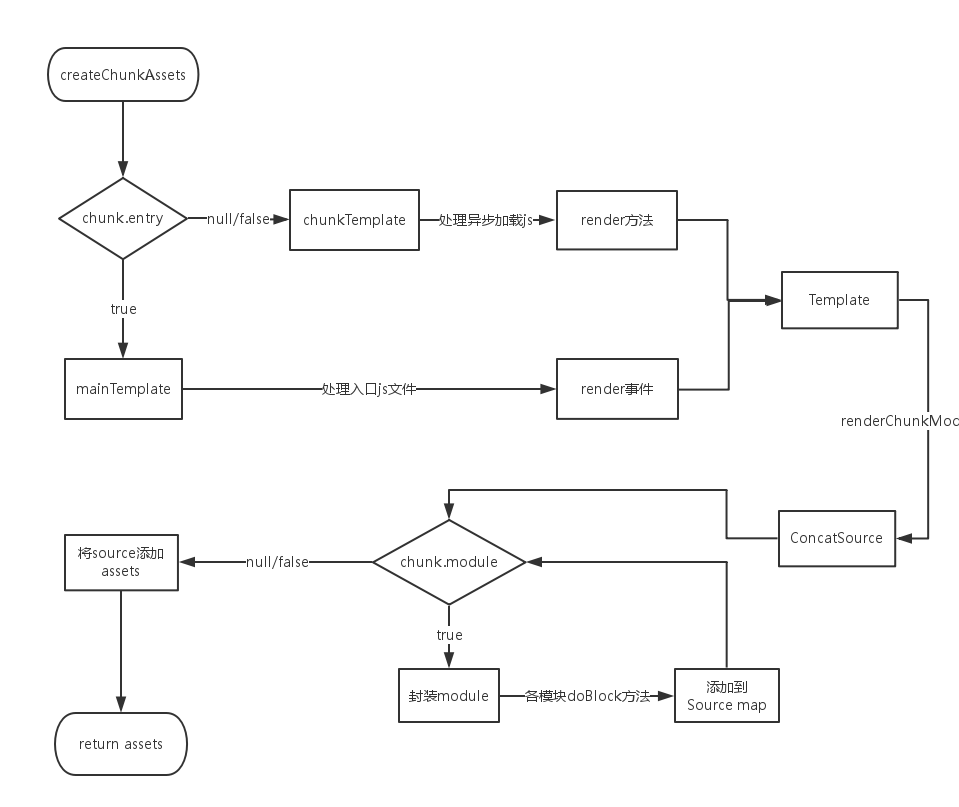 createChunkAssets
chunk.entry
null/false
chunkTemplate
处理异步加载js
render方法
Template
true
mainTemplate
处理入口js文件
render事件
renderChunkMod
ConcatSource
将source添加
assets
null/false
chunk.module
true
封装module
各模块doBlock方法
添加到
Source map
return assets